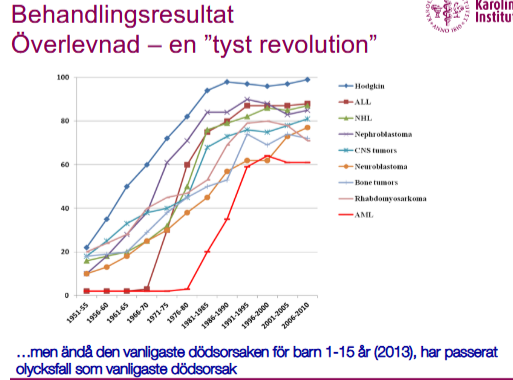 Behandlingsresultat
Överlevnad – en ”tyst revolution”
Karolin
Institu
ANNO 1810
100
80
60
40
20
0
1951-55
1956-60
1961-65
1966-70
1971-75
1976-80
1981-1985
1986-1990
1991-1995
1996-2000
2001-2005
2006-2010
Hodgkin
ALL
NHL
Nephroblastoma
CNS tumors
Neuroblastoma
Bone tumors
Rhabdomyosarkoma
AML
...men ändå den vanligaste dödsorsaken för barn 1-15 år (2013), har passerat
olycksfall som vanligaste dödsorsak